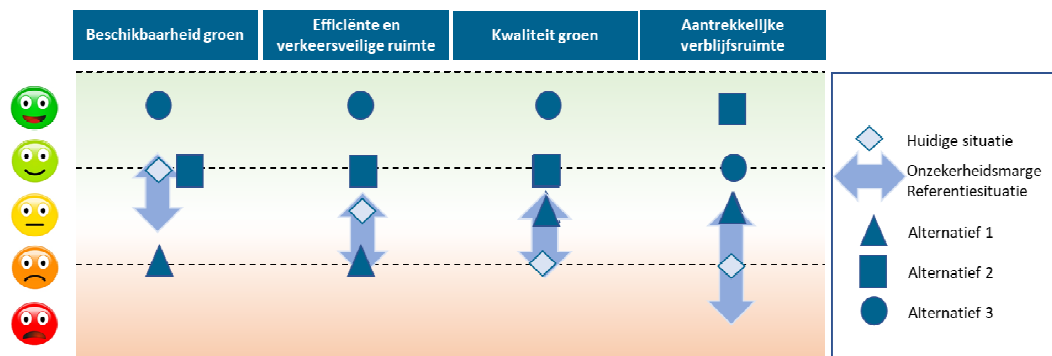 Beschikbaarheid groen
Efficiënte en
verkeersveilige ruimte
Kwaliteit groen
Aantrekkelijke
verblijfsruimte
Huidige situatie
Onzekerheidsmarge
Referentiesituatie
Alternatief 1
Alternatief 2
Alternatief 3